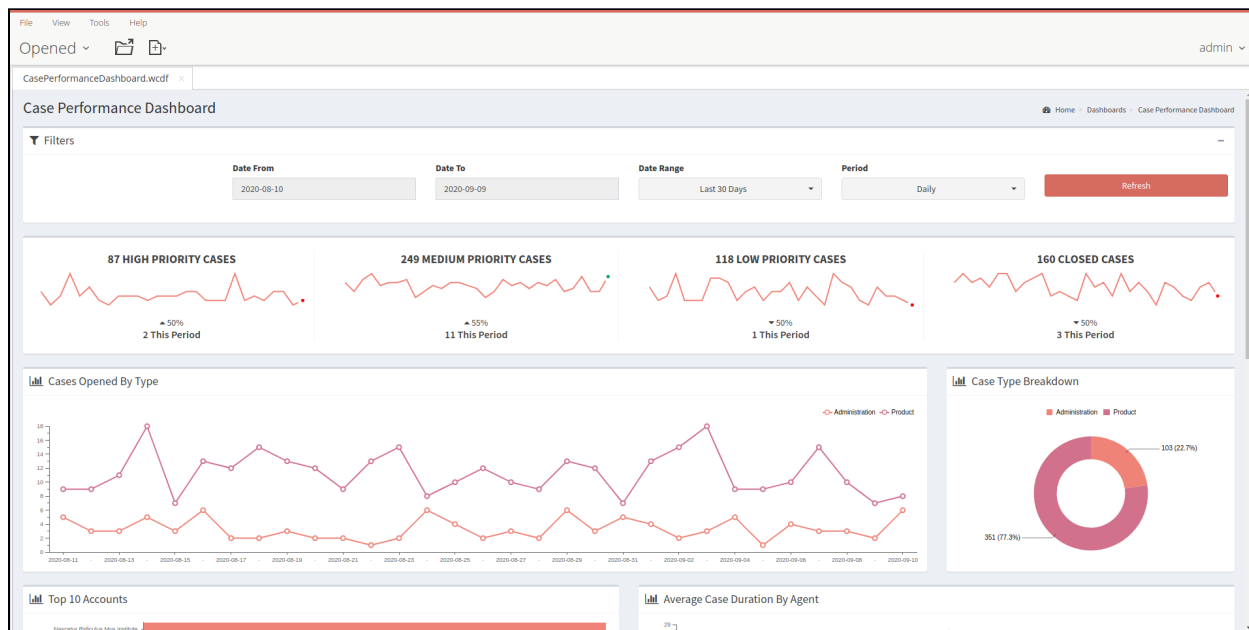 File View Tools Help
Opened
admin
CasePerformanceDashboard.wcdf ×
Case Performance Dashboard
Home > Dashboards > Case Performance Dashboard
Filters
Date From Date To Date Range Period
2020-08-10 2020-09-09 Last 30 Days Daily Refresh
87 HIGH PRIORITY CASES 249 MEDIUM PRIORITY CASES 118 LOW PRIORITY CASES 160 CLOSED CASES
▲50% ▲55% ▼50% ▼50%
2 This Period 11 This Period 1 This Period 3 This Period
Cases Opened By Type
Administration Product
18
16
14
12
10
8
6
4
2
0
2020-08-11 - 2020-08-13 - 2020-08-15 - 2020-08-17 - 2020-08-19 - 2020-08-21 - 2020-08-23 - 2020-08-25 - 2020-08-27 - 2020-08-29 - 2020-08-31 - 2020-09-02 - 2020-09-04 - 2020-09-06 - 2020-09-08 - 2020-09-10
Case Type Breakdown
Administration Product
103 (22.7%)
351 (77.3%)
Top 10 Accounts
Nascetur Ridiculus Mus Institute
Average Case Duration By Agent
29